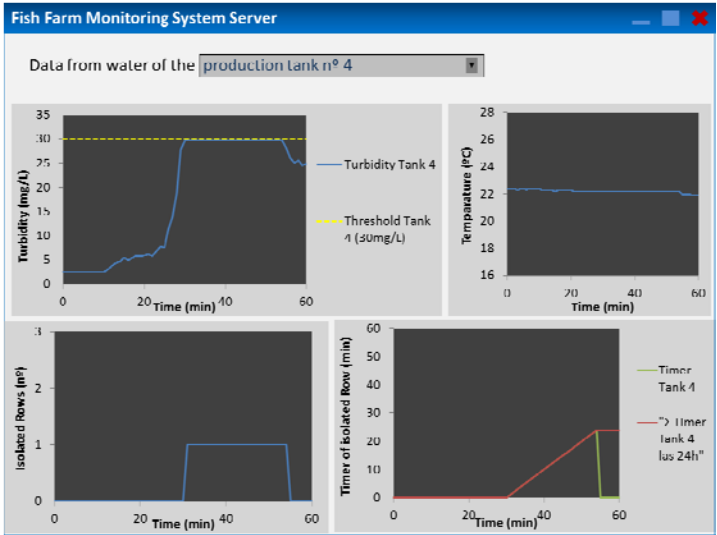 Fish Farm Monitoring System Server
Data from water of the production tank nº 4
35
30
25
20
15
10
5
0
Turbidity (mg/L)
0 20 40 60
Time (min)
Turbidity Tank 4
Threshold Tank
4 (30mg/L)
28
26
24
22
20
18
16
Temparature (ºC)
0 20 40 60
Time (min)
3
2
1
0
Isolated Rows (nº)
0 20 40 60
Time (min)
60
50
40
30
20
10
0
Timer of isolated Row (min)
0 20 40 60
Time (min)
Timer
Tank 4
"Σ Timer
Tank 4
las 24h"